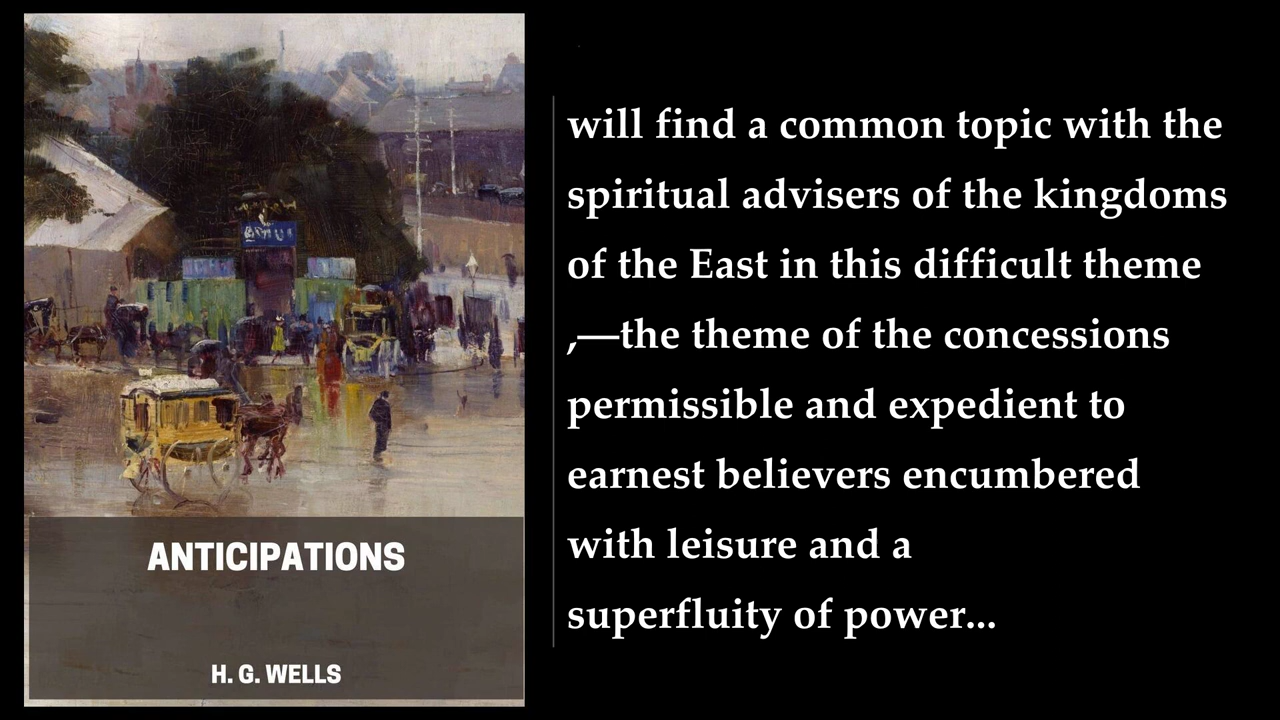 ANTICIPATIONS
H. G. WELLS
will find a common topic with the
spiritual advisers of the kingdoms
of the East in this difficult theme
,—the theme of the concessions
permissible and expedient to
earnest believers encumbered
with leisure and a
superfluity of power...